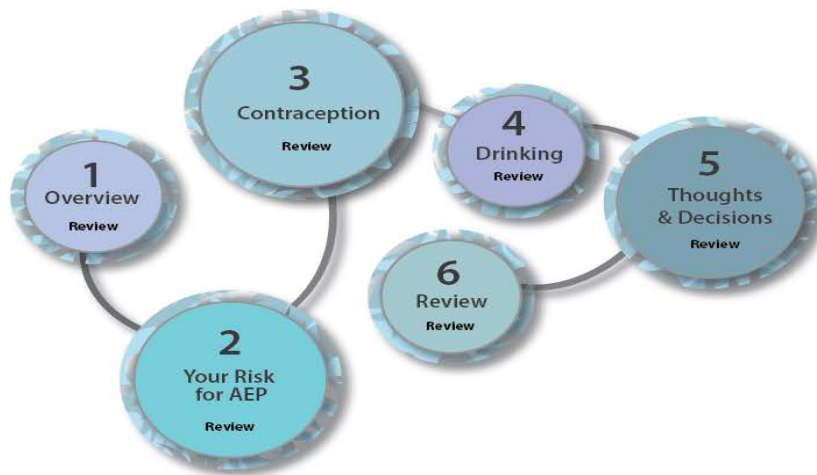 1
Overview
Review
2
Your Risk
for AEP
Review
3
Contraception
Review
4
Drinking
Review
5
Thoughts
& Decisions
Review
6
Review
Review